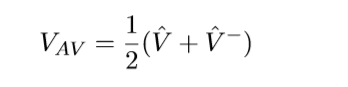 $V_{AV} = \frac{1}{2}(\hat{V} + \hat{V}^{-})$